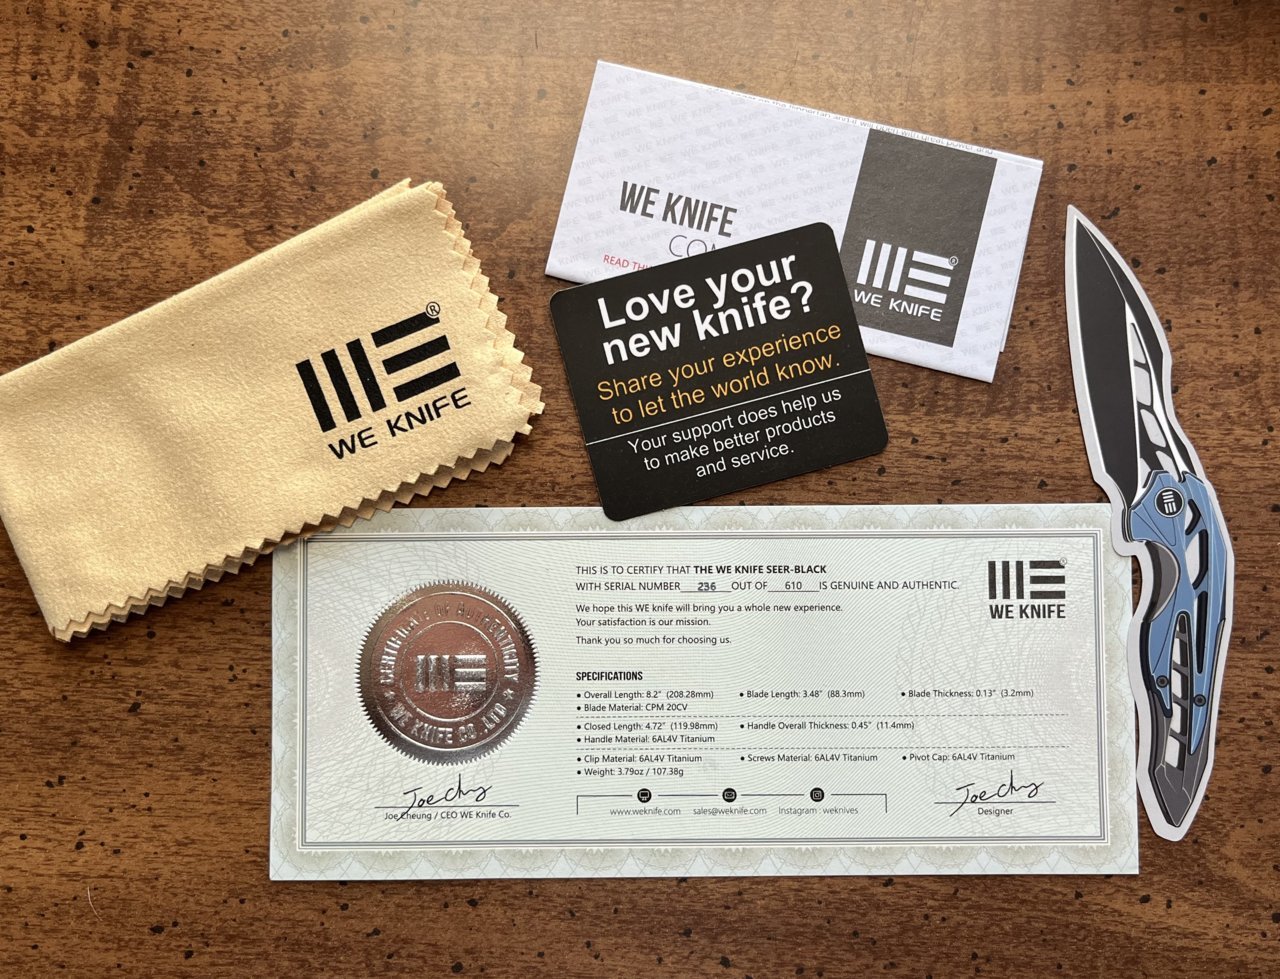 WE KNIFE
READ
WE KNIFE
®
WE KNIFE
®
Love your
new knife?
Share your experience
to let the world know.
Your support does help us
to make better products
and service.
THIS IS TO CERTIFY THAT THE WE KNIFE SEER-BLACK
WITH SERIAL NUMBER 236 OUT OF 610 IS GENUINE AND AUTHENTIC.
We hope this WE knife will bring you a whole new experience.
Your satisfaction is our mission.
Thank you so much for choosing us.
WE KNIFE
®
CERTIFICATE OF AUTHENTICITY
WE KNIFE CO.,LTD
SPECIFICATIONS
• Overall Length: 8.2" (208.28mm) • Blade Length: 3.48" (88.3mm) • Blade Thickness: 0.13" (3.2mm)
• Blade Material: CPM 20CV
• Closed Length: 4.72" (119.98mm) • Handle Overall Thickness: 0.45" (11.4mm)
• Handle Material: 6AL4V Titanium
• Clip Material: 6AL4V Titanium • Screws Material: 6AL4V Titanium • Pivot Cap: 6AL4V Titanium
• Weight: 3.79oz / 107.38g
www.weknife.com sales@weknife.com Instagram : weknives
Joe Cheung
Joe Cheung / CEO WE Knife Co.
Joe Cheung
Designer